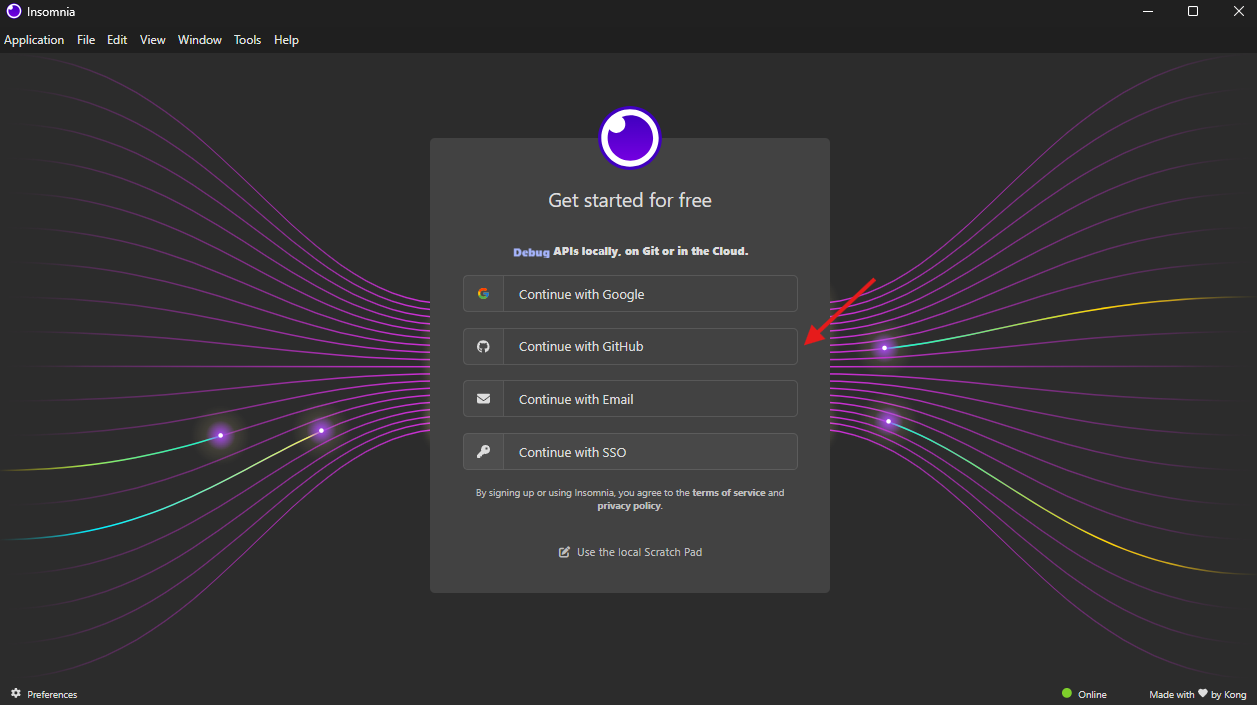 Insomnia
Application File Edit View Window Tools Help
Get started for free
Debug APIs locally, on Git or in the Cloud.
Continue with Google
Continue with GitHub
Continue with Email
Continue with SSO
By signing up or using Insomnia, you agree to the terms of service and
privacy policy.
Use the local Scratch Pad
Preferences
Online
Made with ❤ by Kong